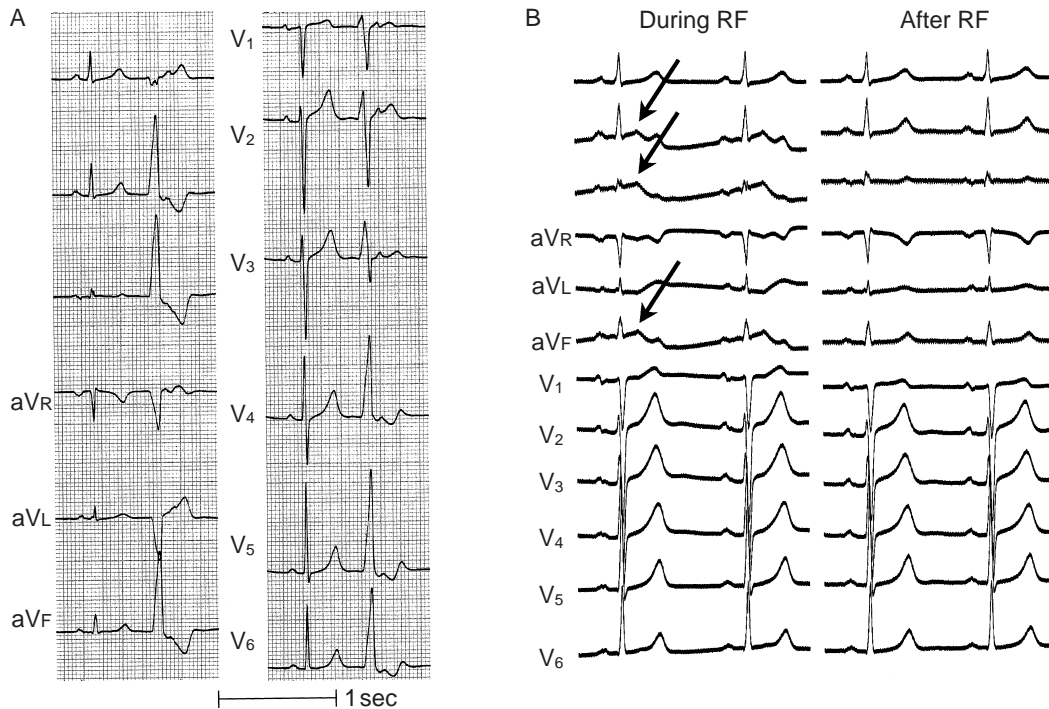 A
aVR
aVL
aVF
V1
V2
V3
V4
V5
V6
1 sec
B
During RF
After RF
aVR
aVL
aVF
V1
V2
V3
V4
V5
V6